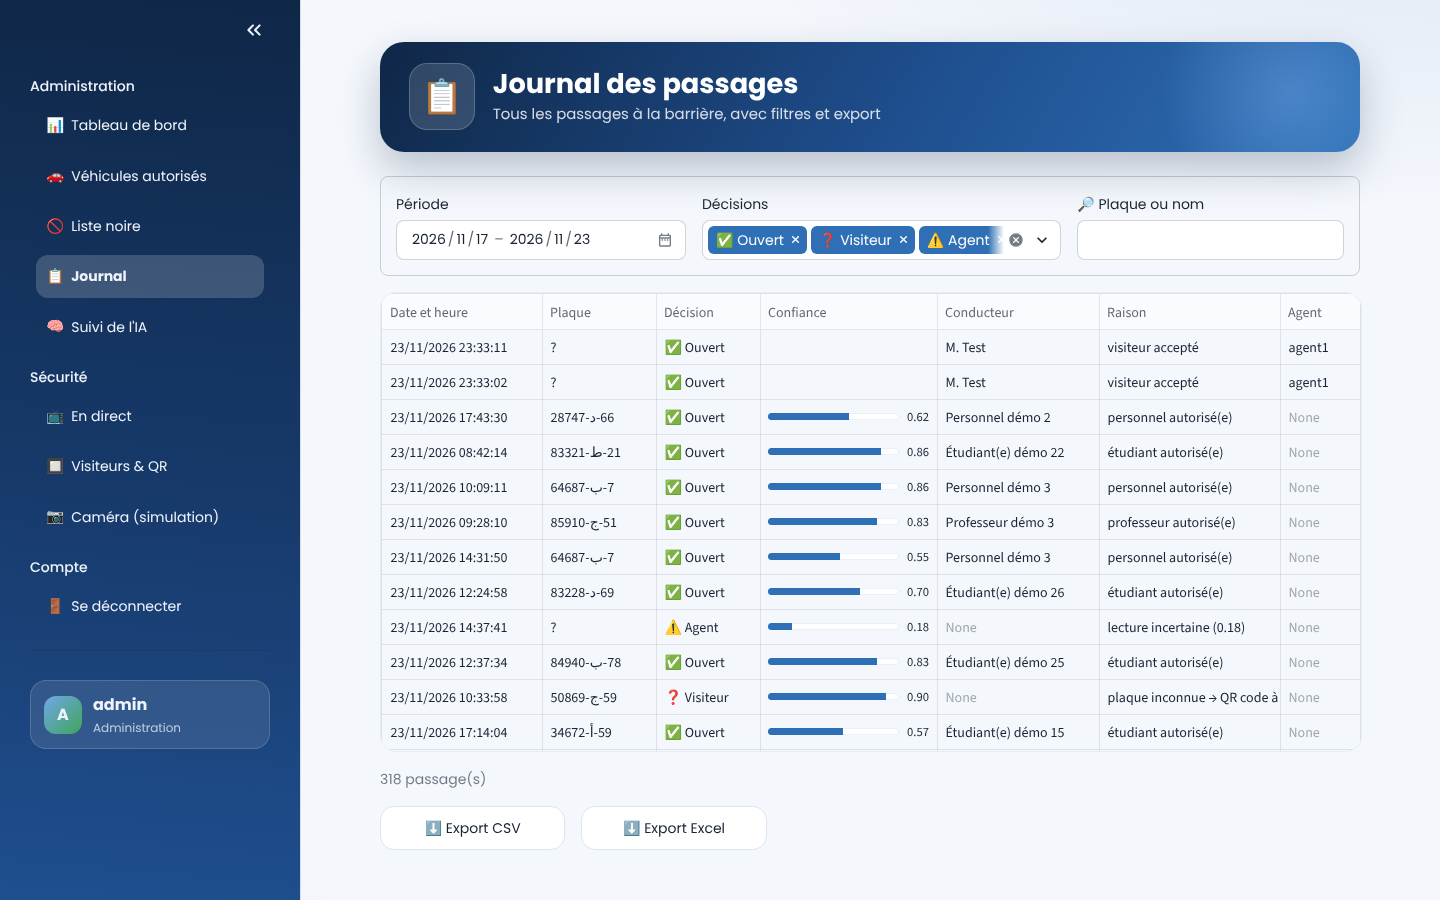 Administration
📊 Tableau de bord
🚗 Véhicules autorisés
🚫 Liste noire
📋 Journal
🧠 Suivi de l'IA
Sécurité
📺 En direct
🔲 Visiteurs & QR
📷 Caméra (simulation)
Compte
🚪 Se déconnecter
A
admin
Administration
Journal des passages
Tous les passages à la barrière, avec filtres et export
Période
2026/11/17 – 2026/11/23
Décisions
✅ Ouvert × ❓ Visiteur × ⚠️ Agent
🔎 Plaque ou nom
Date et heure Plaque Décision Confiance Conducteur Raison Agent
23/11/2026 23:33:11 ? ✅ Ouvert M. Test visiteur accepté agent1
23/11/2026 23:33:02 ? ✅ Ouvert M. Test visiteur accepté agent1
23/11/2026 17:43:30 28747-د-66 ✅ Ouvert 0.62 Personnel démo 2 personnel autorisé(e) None
23/11/2026 08:42:14 83321-ط-21 ✅ Ouvert 0.86 Étudiant(e) démo 22 étudiant autorisé(e) None
23/11/2026 10:09:11 64687-ب-7 ✅ Ouvert 0.86 Personnel démo 3 personnel autorisé(e) None
23/11/2026 09:28:10 85910-ج-51 ✅ Ouvert 0.83 Professeur démo 3 professeur autorisé(e) None
23/11/2026 14:31:50 64687-ب-7 ✅ Ouvert 0.55 Personnel démo 3 personnel autorisé(e) None
23/11/2026 12:24:58 83228-د-69 ✅ Ouvert 0.70 Étudiant(e) démo 26 étudiant autorisé(e) None
23/11/2026 14:37:41 ? ⚠️ Agent 0.18 None lecture incertaine (0.18) None
23/11/2026 12:37:34 84940-ب-78 ✅ Ouvert 0.83 Étudiant(e) démo 25 étudiant autorisé(e) None
23/11/2026 10:33:58 50869-ج-59 ❓ Visiteur 0.90 None plaque inconnue → QR code à None
23/11/2026 17:14:04 34672-أ-59 ✅ Ouvert 0.57 Étudiant(e) démo 15 étudiant autorisé(e) None
318 passage(s)
⬇️ Export CSV
⬇️ Export Excel